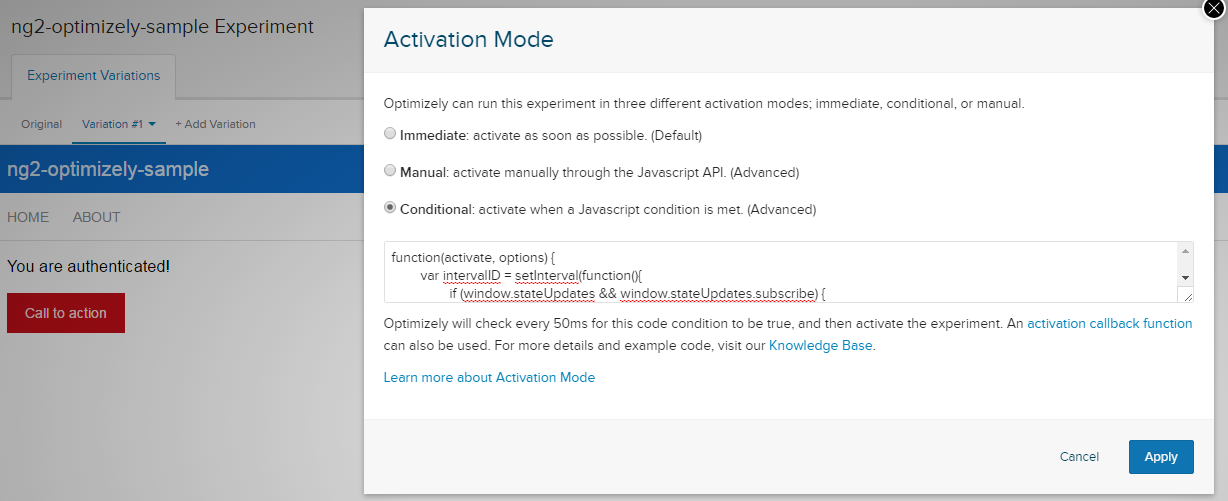 ng2-optimizely-sample Experiment
Experiment Variations
Original Variation #1 + Add Variation
ng2-optimizely-sample
HOME ABOUT
You are authenticated!
Call to action
Activation Mode
Optimizely can run this experiment in three different activation modes; immediate, conditional, or manual.
Immediate: activate as soon as possible. (Default)
Manual: activate manually through the Javascript API. (Advanced)
Conditional: activate when a Javascript condition is met. (Advanced)
function(activate, options) {
var intervalID = setInterval(function(){
if (window.stateUpdates && window.stateUpdates.subscribe) {
Optimizely will check every 50ms for this code condition to be true, and then activate the experiment. An activation callback function
can also be used. For more details and example code, visit our Knowledge Base.
Learn more about Activation Mode
Cancel Apply